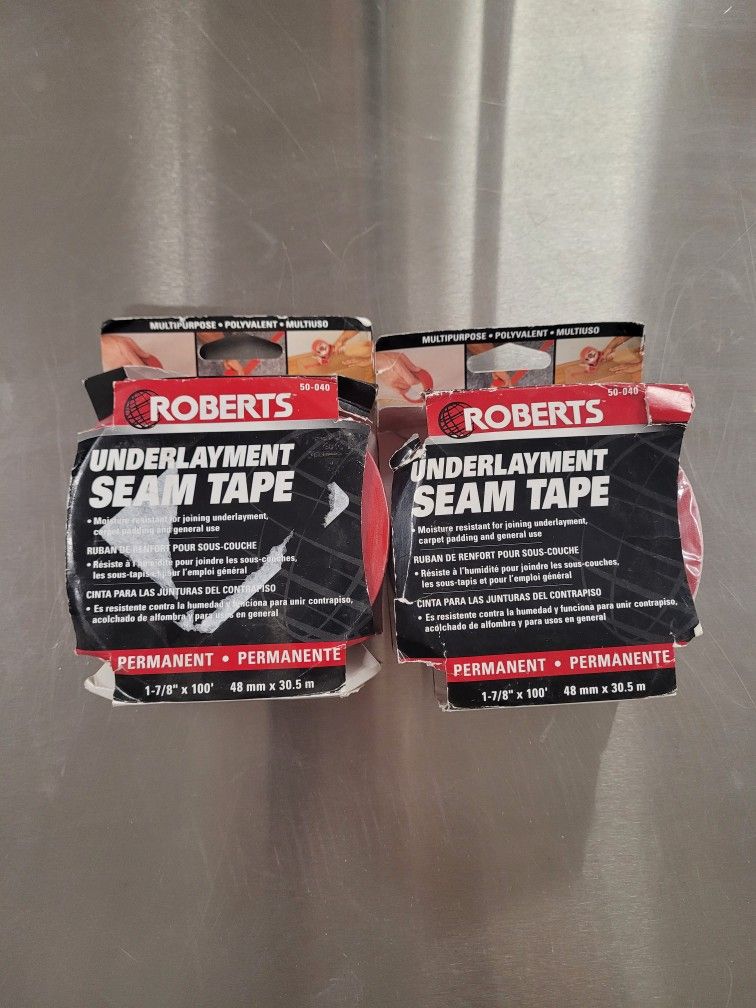 MULTIPURPOSE • POLYVALENT • MULTIUSO
50-040
ROBERTS™
UNDERLAYMENT
SEAM TAPE
• Moisture resistant for joining underlayment,
carpet padding and general use
RUBAN DE RENFORT POUR SOUS-COUCHE
• Résiste à l'humidité pour joindre les sous-couches,
les sous-tapis et pour l'emploi général
CINTA PARA LAS JUNTURAS DEL CONTRAPISO
• Es resistente contra la humedad y funciona para unir contrapiso,
acolchado de alfombra y para usos en general
PERMANENT • PERMANENTE
1-7/8" x 100' 48 mm x 30.5 m
MULTIPURPOSE • POLYVALENT • MULTIUSO
50-040
ROBERTS™
UNDERLAYMENT
SEAM TAPE
• Moisture resistant for joining underlayment,
carpet padding and general use
RUBAN DE RENFORT POUR SOUS-COUCHE
• Résiste à l'humidité pour joindre les sous-couches,
les sous-tapis et pour l'emploi général
CINTA PARA LAS JUNTURAS DEL CONTRAPISO
• Es resistente contra la humedad y funciona para unir contrapiso,
acolchado de alfombra y para usos en general
PERMANENT • PERMANENTE
1-7/8" x 100' 48 mm x 30.5 m